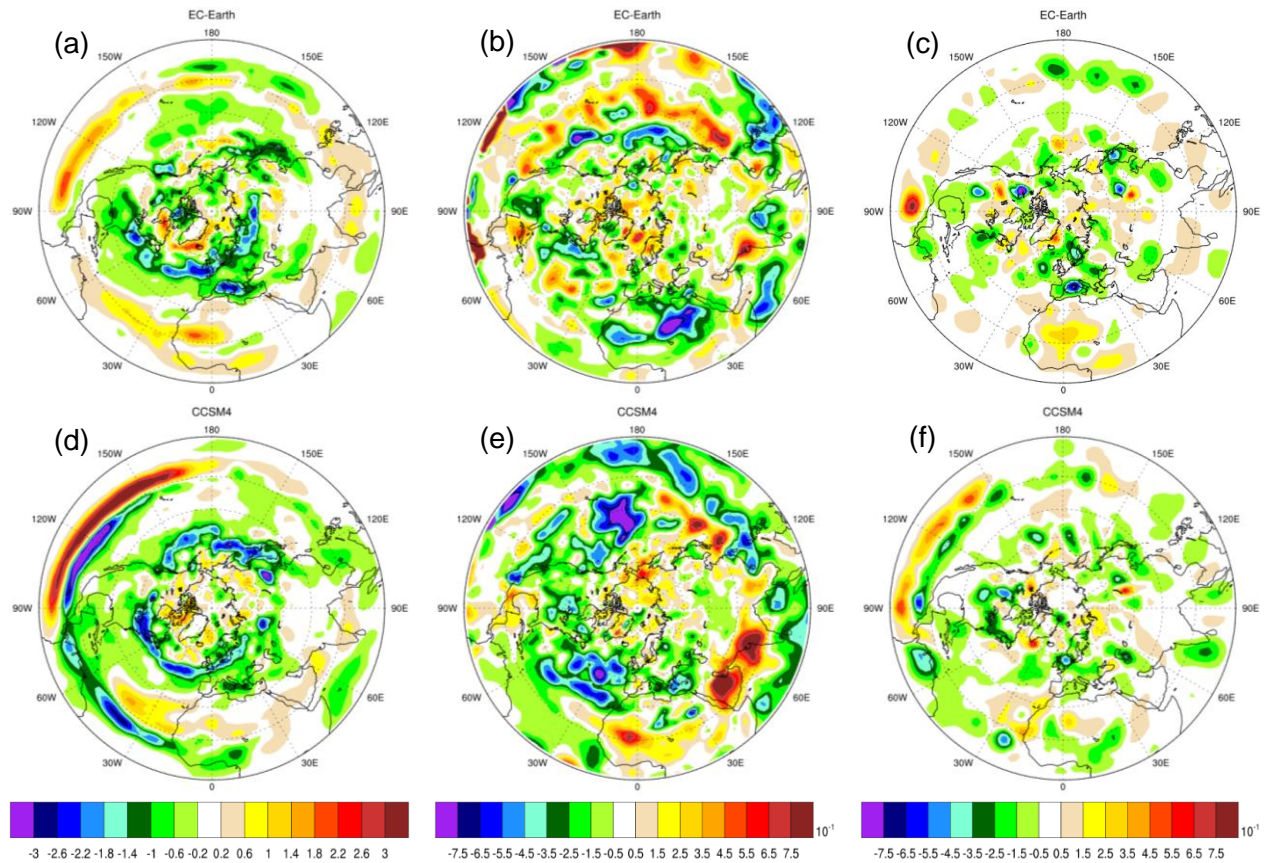 EC-Earth
(a)
180
150W
150E
120W
120E
90W
90E
60W
60E
30W
30E
0
EC-Earth
(b)
180
150W
150E
120W
120E
90W
90E
60W
60E
30W
30E
0
EC-Earth
(c)
180
150W
150E
120W
120E
90W
90E
60W
60E
30W
30E
0
CCSM4
(d)
180
150W
150E
120W
120E
90W
90E
60W
60E
30W
30E
0
CCSM4
(e)
180
150W
150E
120W
120E
90W
90E
60W
60E
30W
30E
0
CCSM4
(f)
180
150W
150E
120W
120E
90W
90E
60W
60E
30W
30E
0
-3 -2.6 -2.2 -1.8 -1.4 -1 -0.6 -0.2 0.2 0.6 1 1.4 1.8 2.2 2.6 3
10⁻¹
-7.5 -5.5 -4.5 -3.5 -2.5 -1.5 -0.5 0.5 1.5 2.5 3.5 4.5 5.5 7.5
10⁻¹
-7.5 -6.5 -5.5 -4.5 -3.5 -2.5 -1.5 -0.5 0.5 1.5 2.5 3.5 4.5 5.5 6.5 7.5